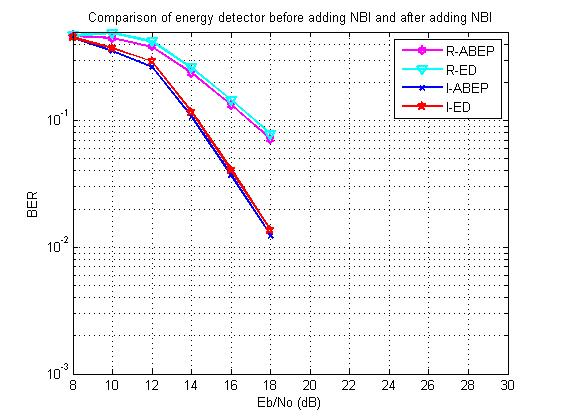 Comparison of energy detector before adding NBI and after adding NBI
R-ABEP
R-ED
I-ABEP
I-ED
10^-1
10^-2
10^-3
BER
8 10 12 14 16 18 20 22 24 26 28 30
Eb/No (dB)